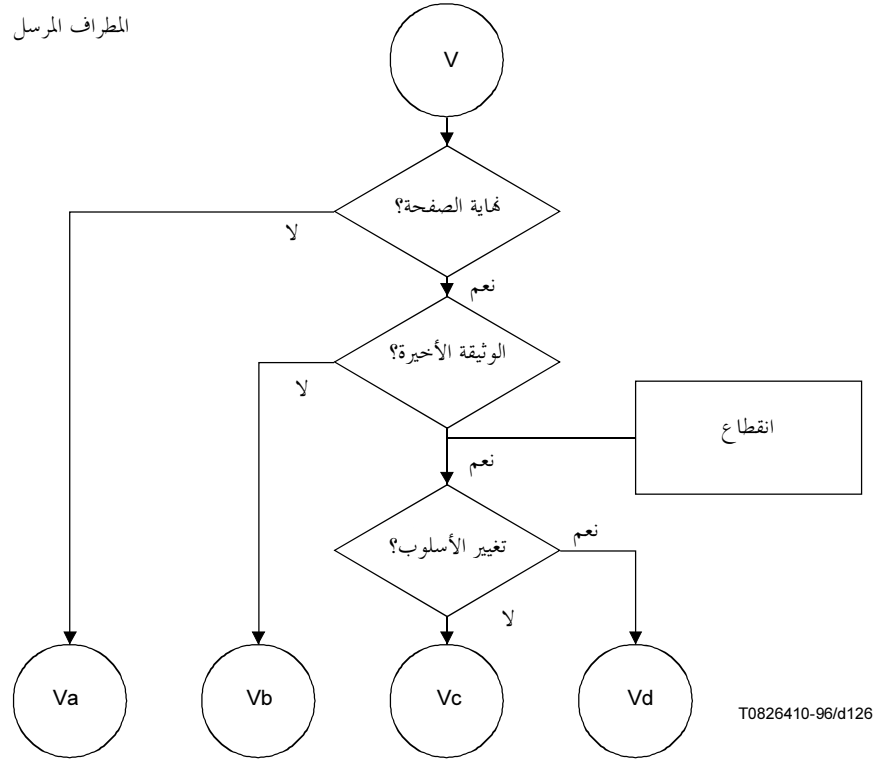 المطراف المرسل
V
نهاية الصفحة؟
لا
نعم
الوثيقة الأخيرة؟
لا
انقطاع
نعم
تغيير الأسلوب؟
نعم
لا
Va
Vb
Vc
Vd
T0826410-96/d126